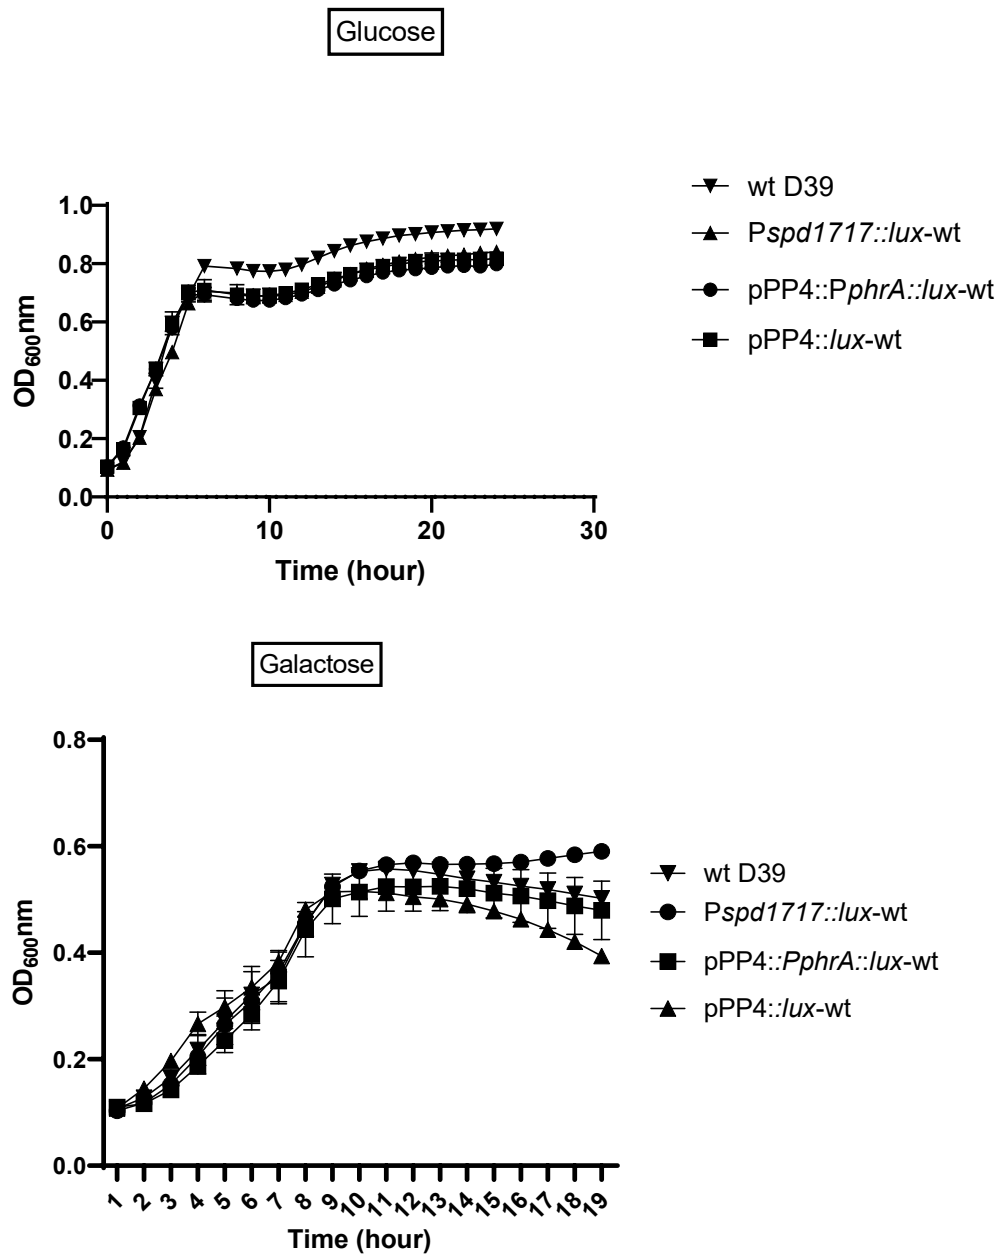 Glucose
wt D39
Pspd1717::lux-wt
pPP4::PphrA::lux-wt
pPP4::lux-wt
1.0
0.8
0.6
0.4
0.2
0.0
OD600nm
0 10 20 30
Time (hour)
Galactose
0.8
0.6
0.4
0.2
0.0
OD600nm
wt D39
Pspd1717::lux-wt
pPP4::PphrA::lux-wt
pPP4::lux-wt
1 2 3 4 5 6 7 8 9 10 11 12 13 14 15 16 17 18 19
Time (hour)